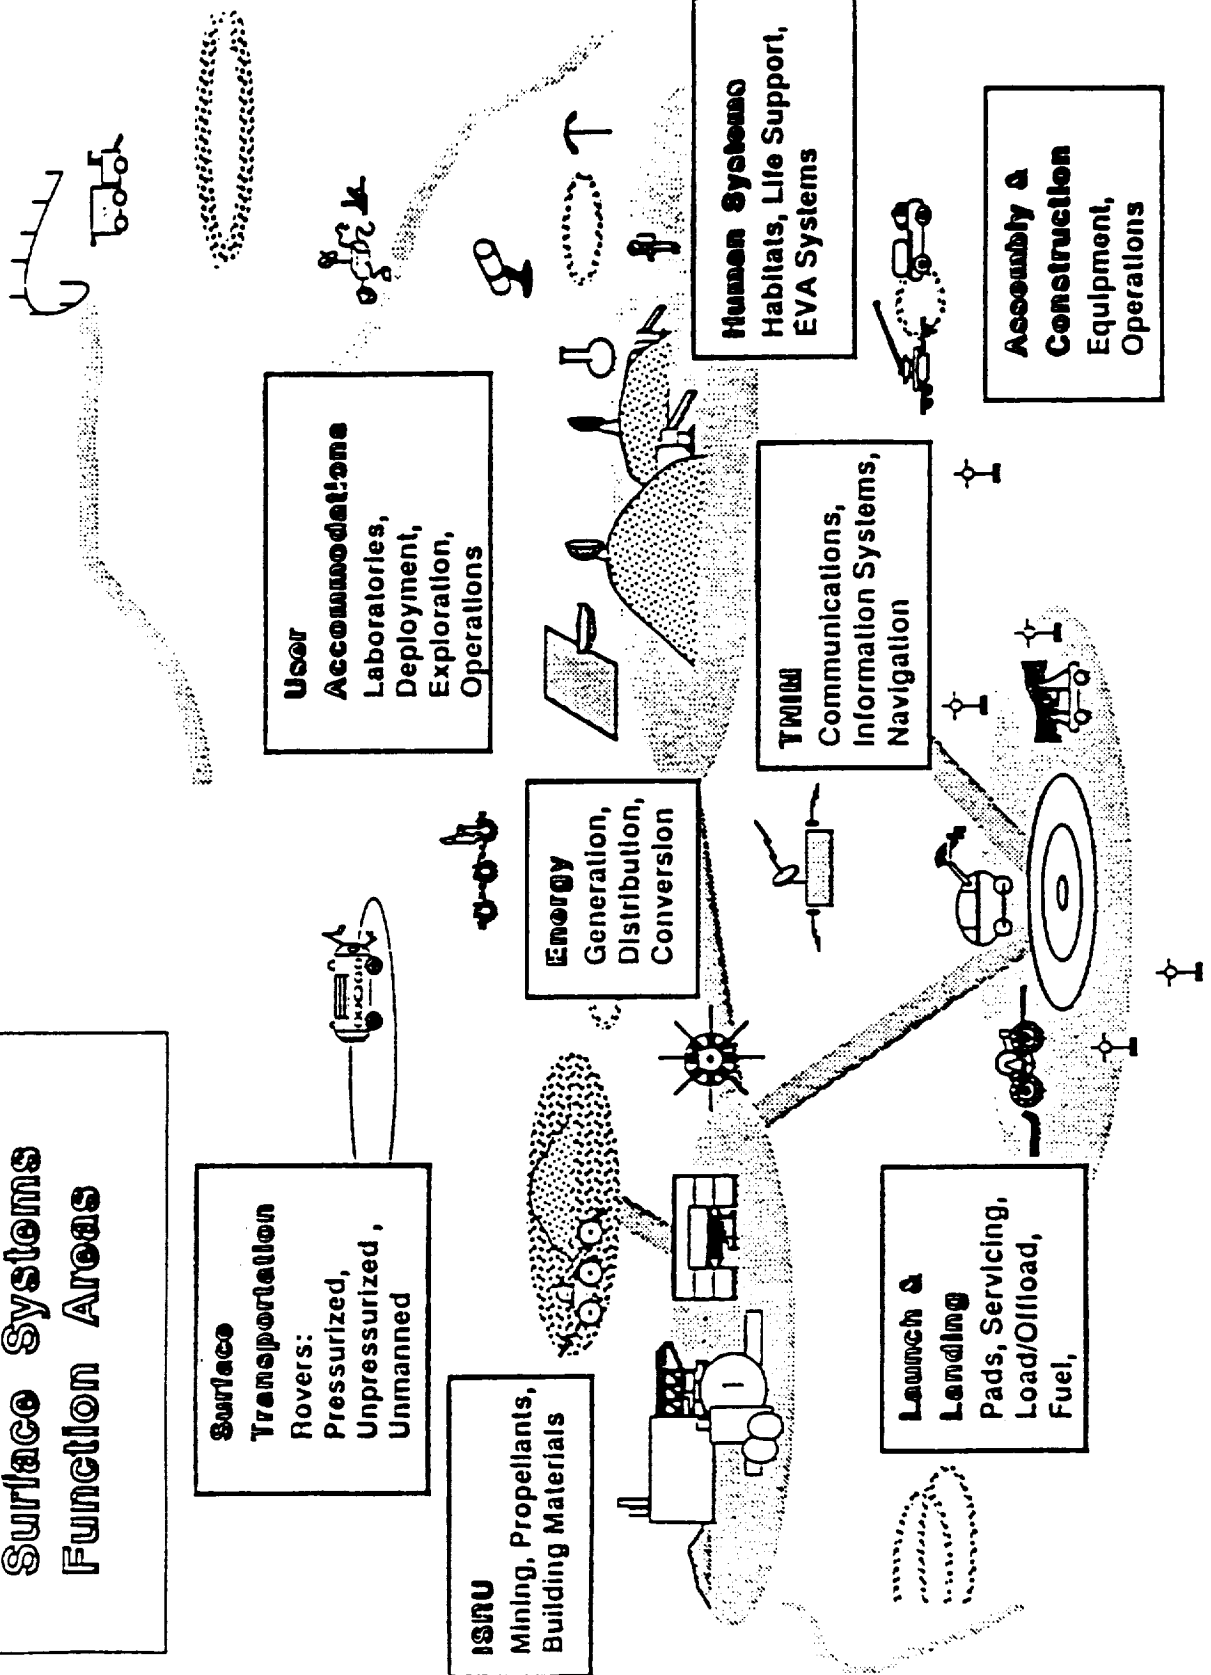 Surface Systems
Function Areas
Surface
Transportation
Rovers:
Pressurized,
Unpressurized,
Unmanned
User
Accommodations
Laboratories,
Deployment,
Exploration,
Operations
ISRU
Mining, Propellants,
Building Materials
Energy
Generation,
Distribution,
Conversion
Human Systems
Habitats, Life Support,
EVA Systems
TNIM
Communications,
Information Systems,
Navigation
Launch &
Landing
Pads, Servicing,
Load/Offload,
Fuel,
Assembly &
Construction
Equipment,
Operations